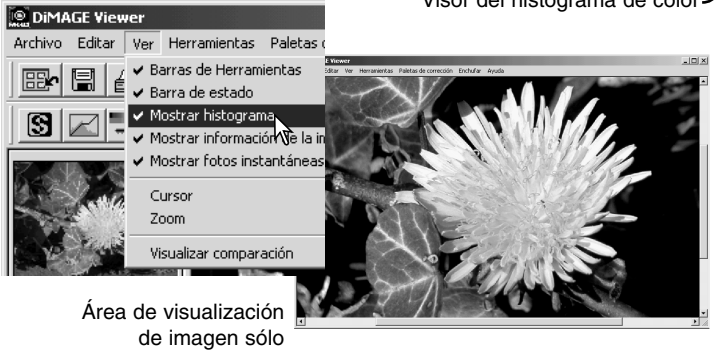 Visor del histograma de color
DiMAGE Viewer
Archivo Editar Ver Herramientas Paletas
Barras de Herramientas
Barra de estado
Mostrar histograma
Mostrar información de la
Mostrar fotos instantáneas
Cursor
Zoom
Visualizar comparación
Viewer
Editar Ver Herramientas Paletas de corrección Enchufar Ayuda
Área de visualización
de imagen sólo